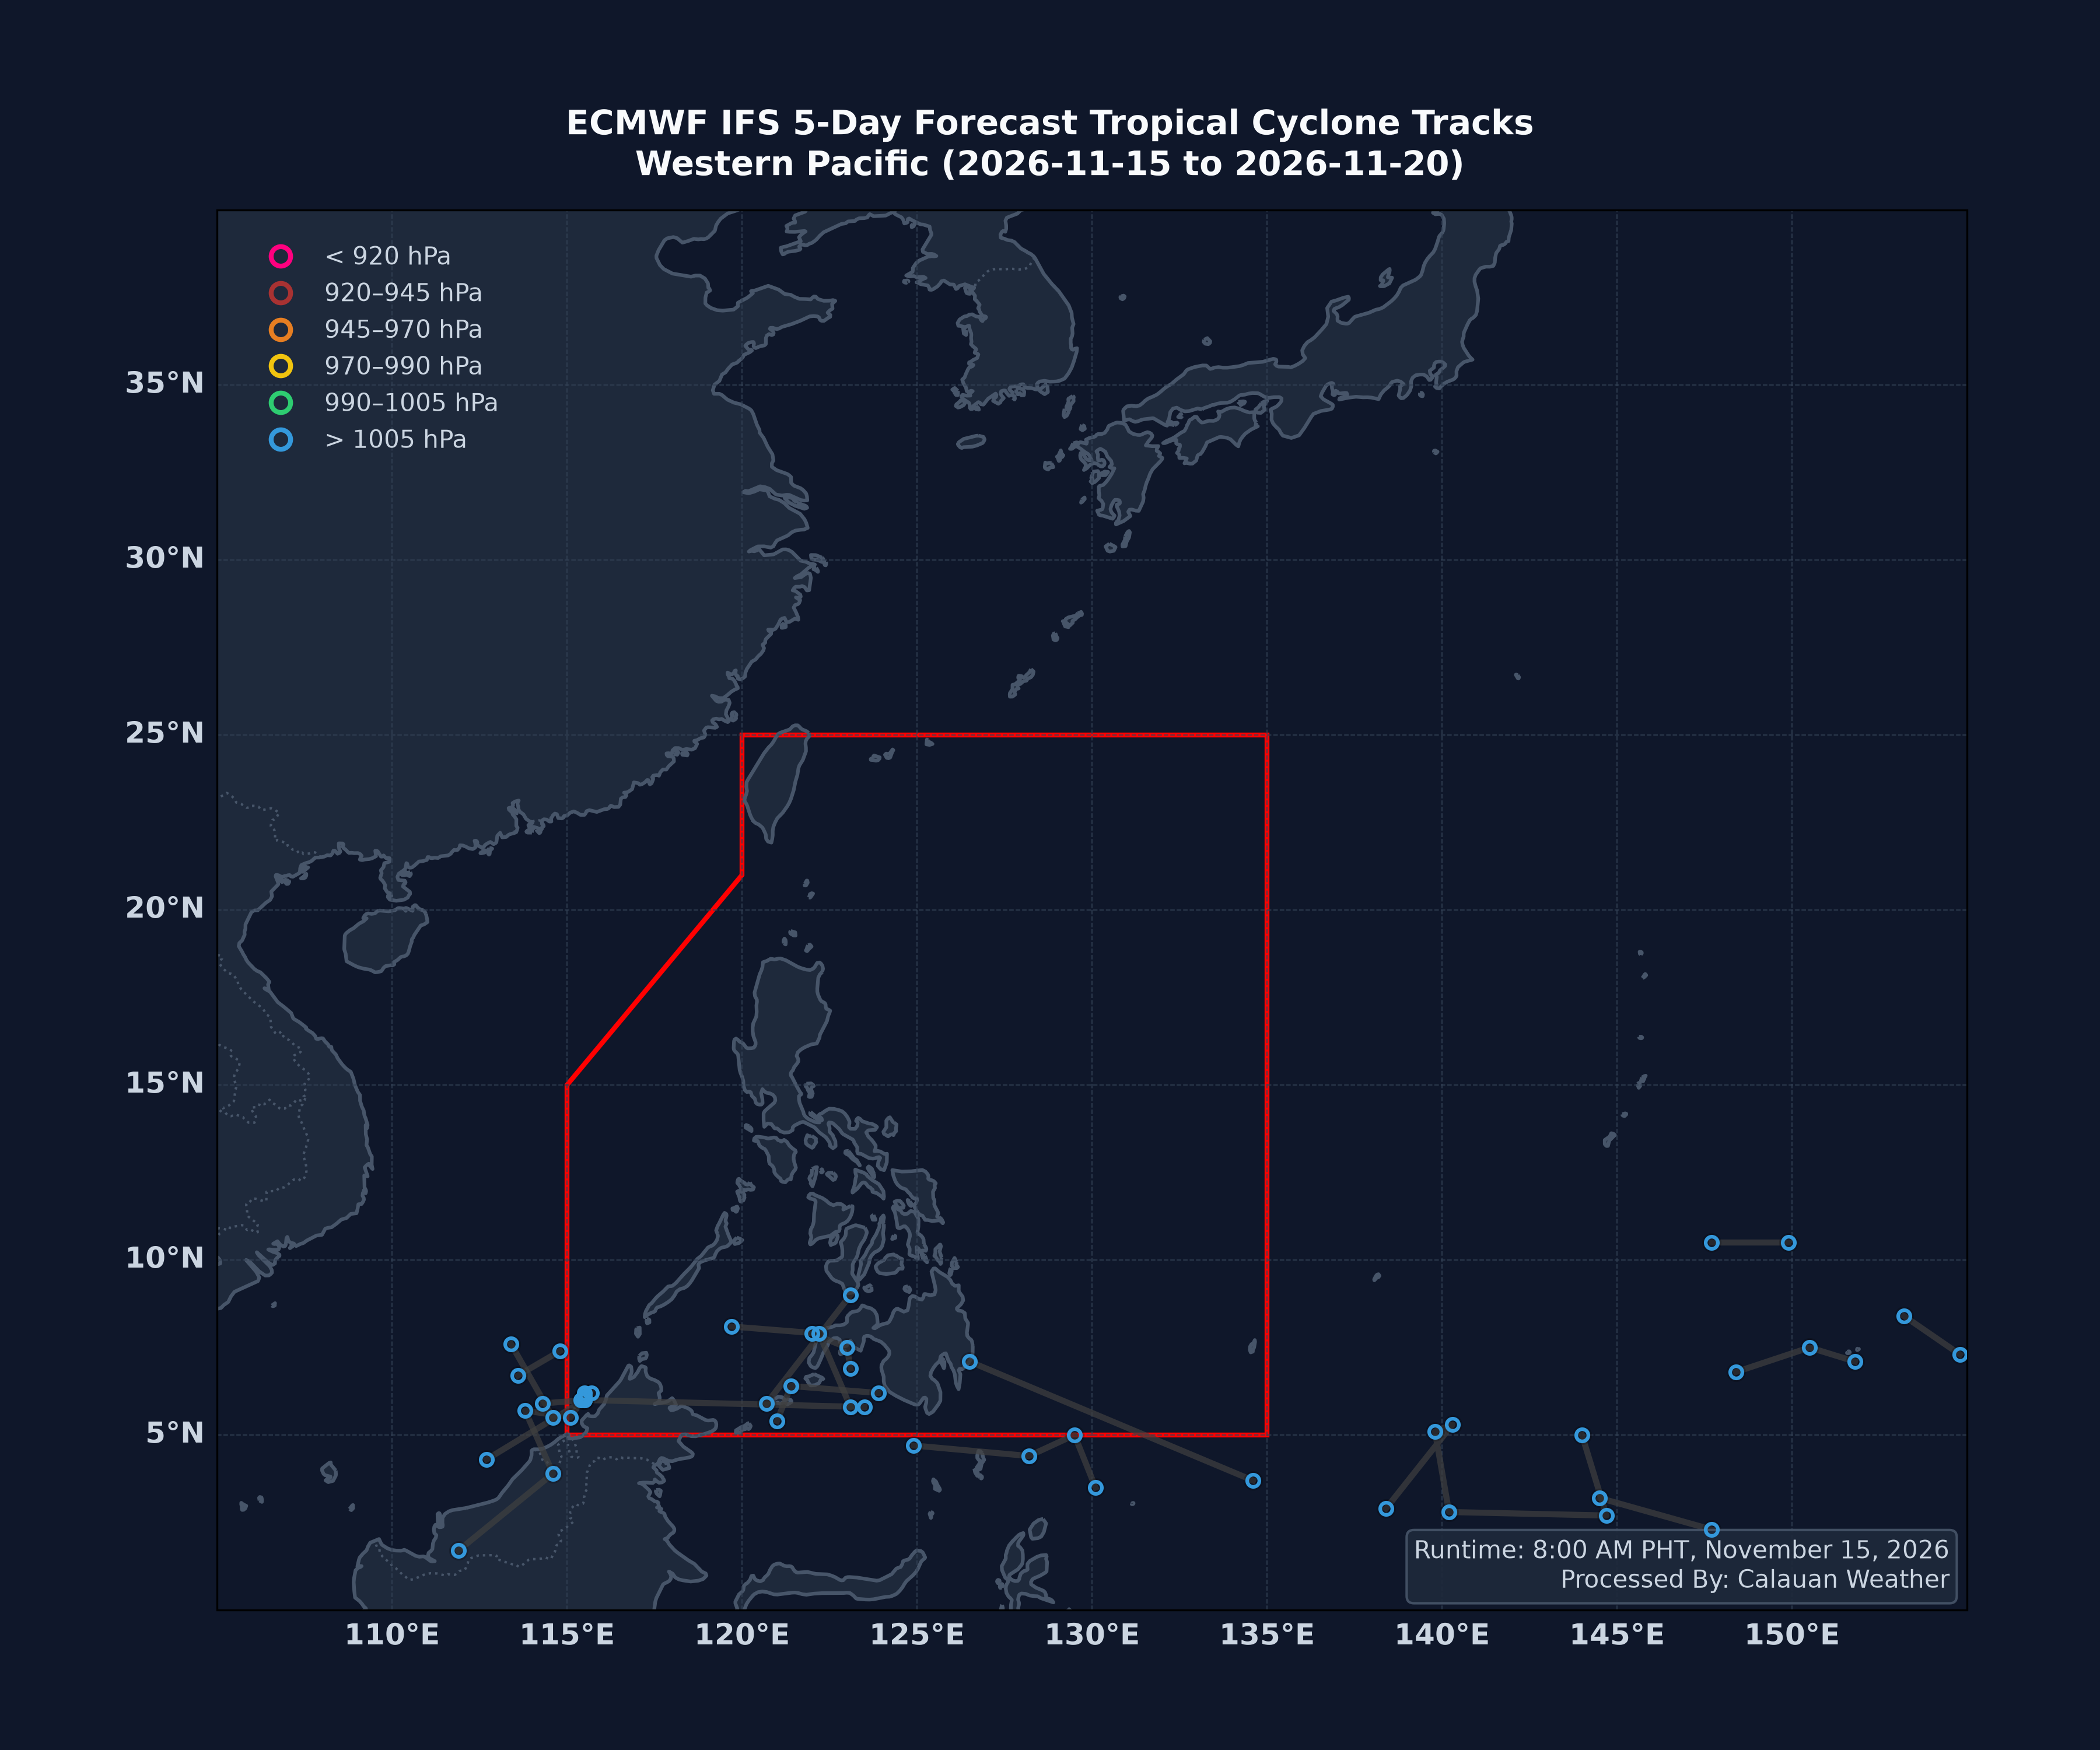 ECMWF IFS 5-Day Forecast Tropical Cyclone Tracks
Western Pacific (2026-11-15 to 2026-11-20)
< 920 hPa
920–945 hPa
945–970 hPa
970–990 hPa
990–1005 hPa
> 1005 hPa
35°N
30°N
25°N
20°N
15°N
10°N
5°N
Runtime: 8:00 AM PHT, November 15, 2026
Processed By: Calauan Weather
110°E 115°E 120°E 125°E 130°E 135°E 140°E 145°E 150°E